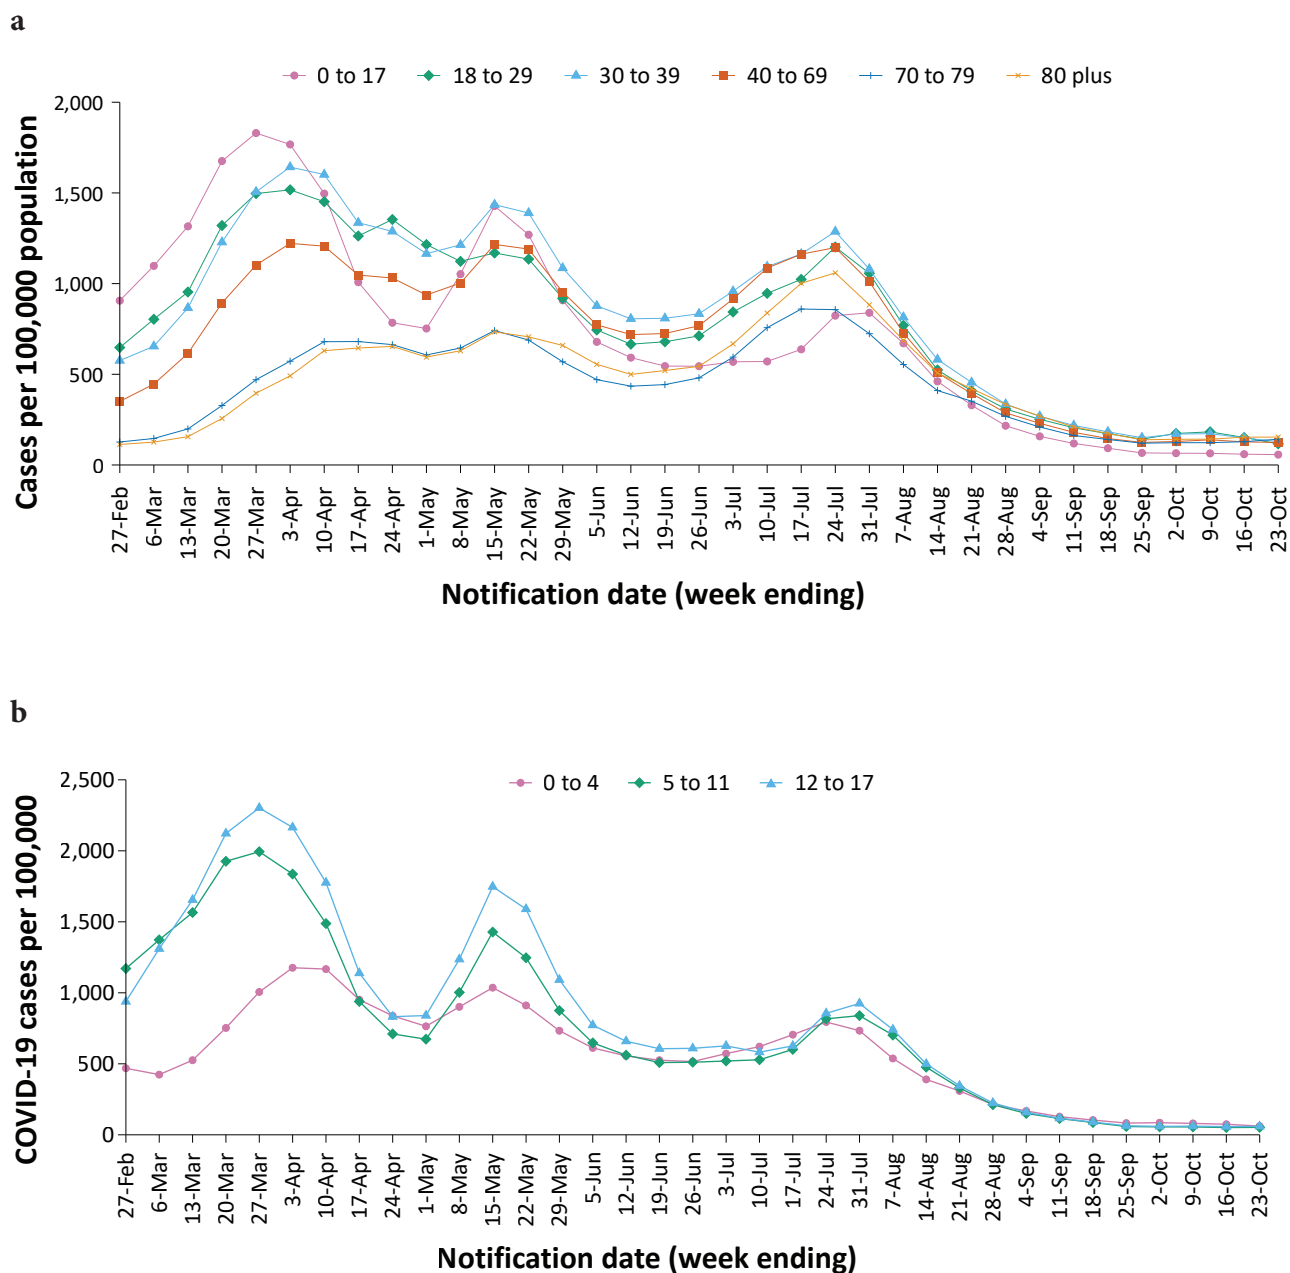 a
0 to 17 18 to 29 30 to 39 40 to 69 70 to 79 80 plus
Cases per 100,000 population
2,000
1,500
1,000
500
0
27-Feb 6-Mar 13-Mar 20-Mar 27-Mar 3-Apr 10-Apr 17-Apr 24-Apr 1-May 8-May 15-May 22-May 29-May 5-Jun 12-Jun 19-Jun 26-Jun 3-Jul 10-Jul 17-Jul 24-Jul 31-Jul 7-Aug 14-Aug 21-Aug 28-Aug 4-Sep 11-Sep 18-Sep 25-Sep 2-Oct 9-Oct 16-Oct 23-Oct
Notification date (week ending)
b
0 to 4 5 to 11 12 to 17
COVID-19 cases per 100,000
2,500
2,000
1,500
1,000
500
0
27-Feb 6-Mar 13-Mar 20-Mar 27-Mar 3-Apr 10-Apr 17-Apr 24-Apr 1-May 8-May 15-May 22-May 29-May 5-Jun 12-Jun 19-Jun 26-Jun 3-Jul 10-Jul 17-Jul 24-Jul 31-Jul 7-Aug 14-Aug 21-Aug 28-Aug 4-Sep 11-Sep 18-Sep 25-Sep 2-Oct 9-Oct 16-Oct 23-Oct
Notification date (week ending)